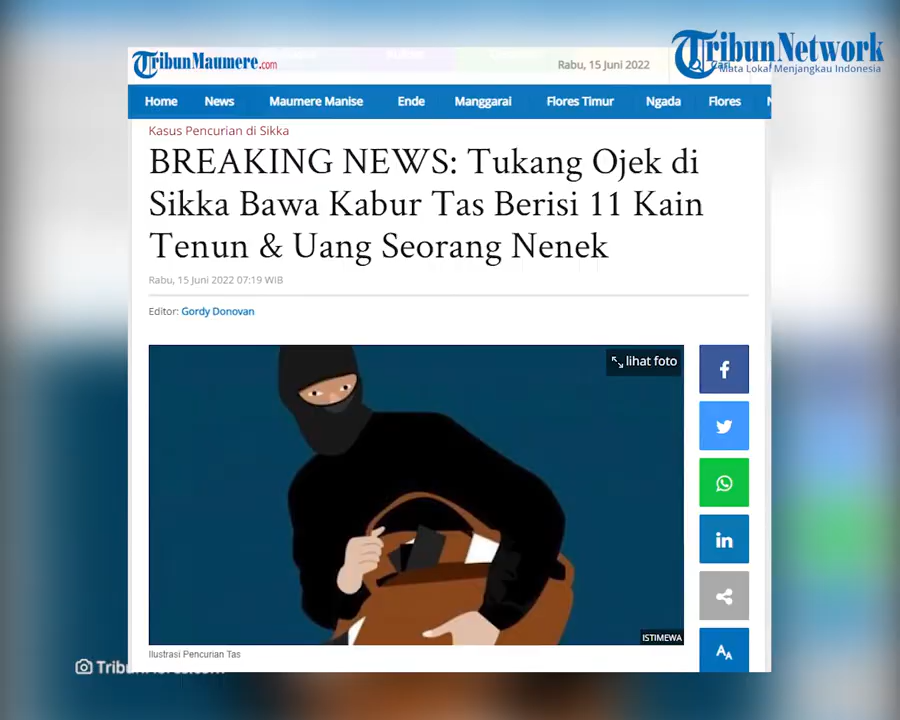 TribunMaumere.com
Rabu, 15 Juni 2022
Cari
TribunNetwork
Mata Lokal Menjangkau Indonesia
Home News Maumere Manise Ende Manggarai Flores Timur Ngada Flores
Kasus Pencurian di Sikka
BREAKING NEWS: Tukang Ojek di
Sikka Bawa Kabur Tas Berisi 11 Kain
Tenun & Uang Seorang Nenek
Rabu, 15 Juni 2022 07:19 WIB
Editor: Gordy Donovan
lihat foto
f
in
ISTIMEWA
AA
Ilustrasi Pencurian Tas